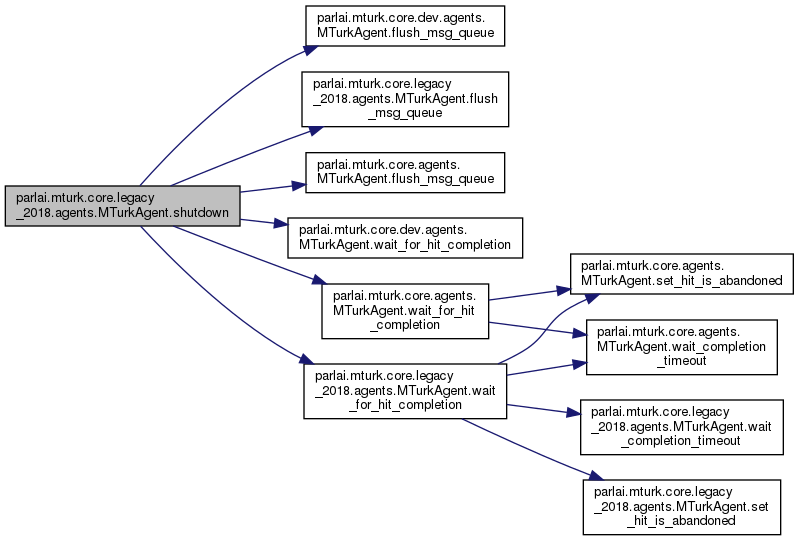 parlai.mturk.core.dev.agents.
MTurkAgent.flush_msg_queue
parlai.mturk.core.legacy
_2018.agents.MTurkAgent.flush
_msg_queue
parlai.mturk.core.agents.
MTurkAgent.flush_msg_queue
parlai.mturk.core.legacy
_2018.agents.MTurkAgent.shutdown
parlai.mturk.core.dev.agents.
MTurkAgent.wait_for_hit_completion
parlai.mturk.core.agents.
MTurkAgent.set_hit_is_abandoned
parlai.mturk.core.agents.
MTurkAgent.wait_for_hit
_completion
parlai.mturk.core.agents.
MTurkAgent.wait_completion
_timeout
parlai.mturk.core.legacy
_2018.agents.MTurkAgent.wait
_for_hit_completion
parlai.mturk.core.legacy
_2018.agents.MTurkAgent.wait
_completion_timeout
parlai.mturk.core.legacy
_2018.agents.MTurkAgent.set
_hit_is_abandoned